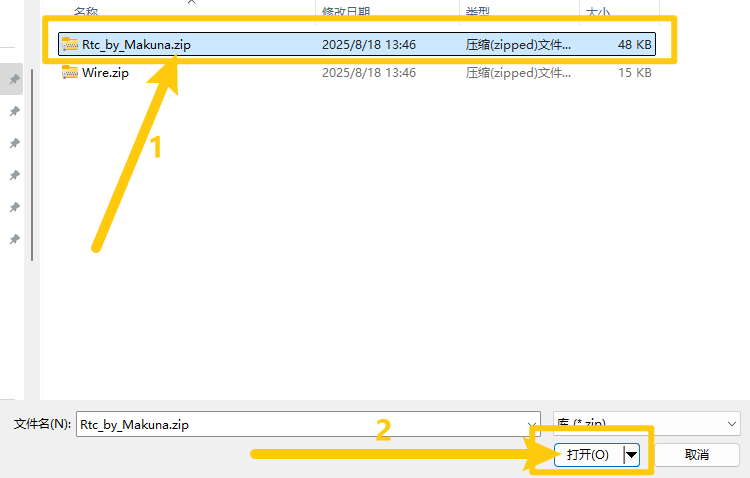 名称 修改日期 类型 大小
Rtc_by_Makuna.zip 2025/8/18 13:46 压缩(zipped)文件... 48 KB
Wire.zip 2025/8/18 13:46 压缩(zipped)文件... 15 KB
1
文件名(N): Rtc_by_Makuna.zip 库 (*.zip)
2
打开(O) 取消